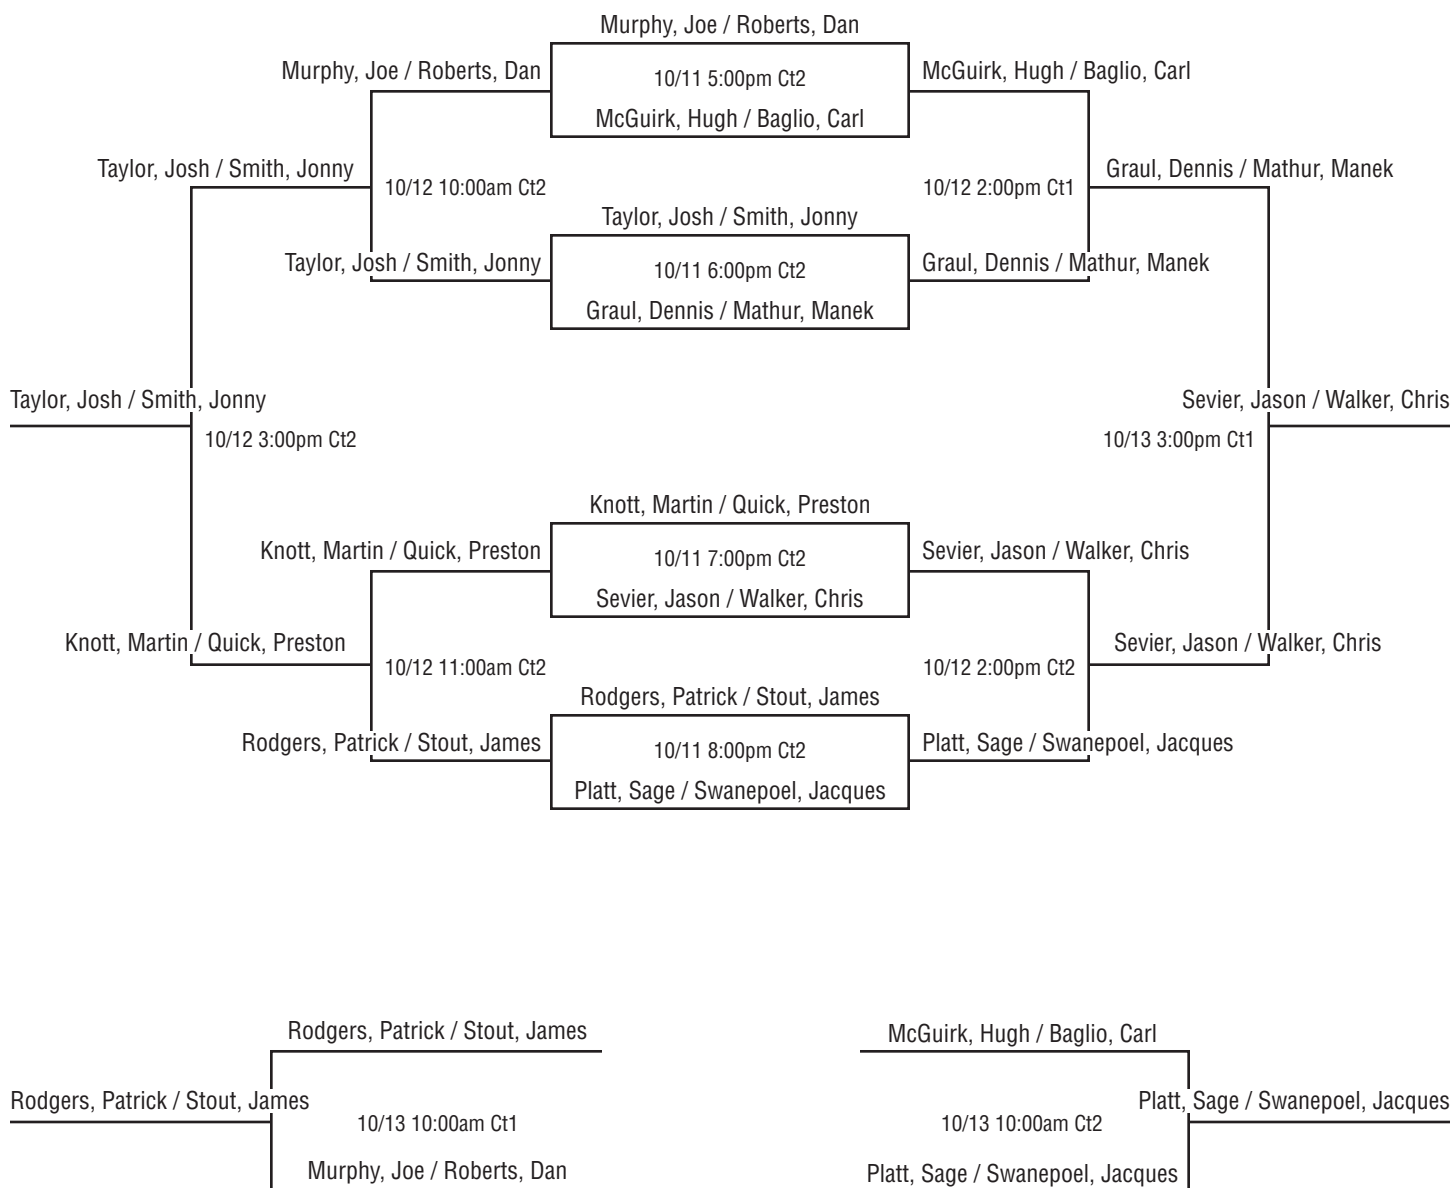 Murphy, Joe / Roberts, Dan
Murphy, Joe / Roberts, Dan
10/11 5:00pm Ct2
McGuirk, Hugh / Baglio, Carl
McGuirk, Hugh / Baglio, Carl
Taylor, Josh / Smith, Jonny
10/12 10:00am Ct2
10/12 2:00pm Ct1
Graul, Dennis / Mathur, Manek
Taylor, Josh / Smith, Jonny
Taylor, Josh / Smith, Jonny
10/11 6:00pm Ct2
Graul, Dennis / Mathur, Manek
Graul, Dennis / Mathur, Manek
Taylor, Josh / Smith, Jonny
Sevier, Jason / Walker, Chris
10/12 3:00pm Ct2
10/13 3:00pm Ct1
Knott, Martin / Quick, Preston
Knott, Martin / Quick, Preston
10/11 7:00pm Ct2
Sevier, Jason / Walker, Chris
Sevier, Jason / Walker, Chris
Knott, Martin / Quick, Preston
Sevier, Jason / Walker, Chris
10/12 11:00am Ct2
10/12 2:00pm Ct2
Rodgers, Patrick / Stout, James
Rodgers, Patrick / Stout, James
10/11 8:00pm Ct2
Platt, Sage / Swanepoel, Jacques
Platt, Sage / Swanepoel, Jacques
Rodgers, Patrick / Stout, James
McGuirk, Hugh / Baglio, Carl
Rodgers, Patrick / Stout, James
Platt, Sage / Swanepoel, Jacques
10/13 10:00am Ct1
10/13 10:00am Ct2
Murphy, Joe / Roberts, Dan
Platt, Sage / Swanepoel, Jacques